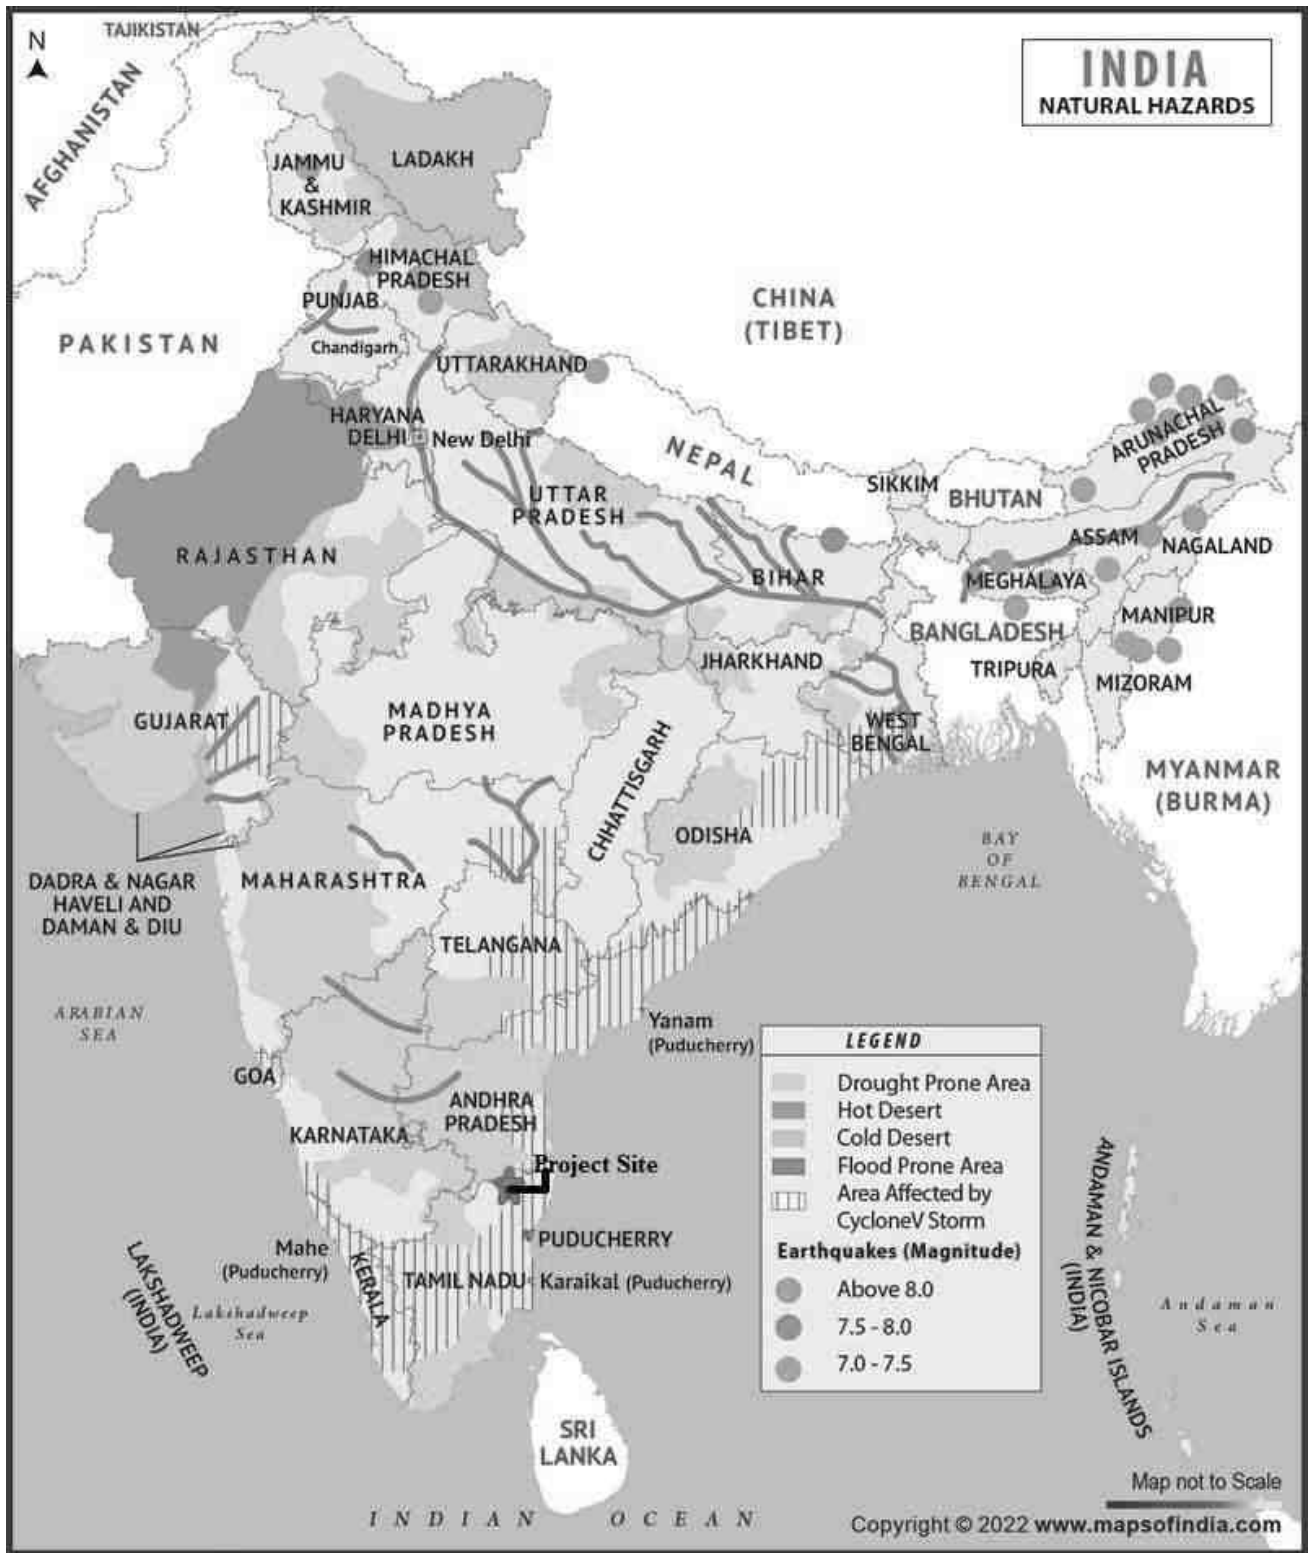 TAJIKISTAN
N
AFGHANISTAN
INDIA
NATURAL HAZARDS
JAMMU
&
KASHMIR
LADAKH
HIMACHAL
PRADESH
PUNJAB
Chandigarh
PAKISTAN
CHINA
(TIBET)
UTTARAKHAND
HARYANA
DELHI
New Delhi
NEPAL
ARUNACHAL
PRADESH
SIKKIM
BHUTAN
UTTAR
PRADESH
ASSAM
NAGALAND
RAJASTHAN
BIHAR
MEGHALAYA
MANIPUR
BANGLADESH
JHARKHAND
TRIPURA
MIZORAM
GUJARAT
MADHYA
PRADESH
WEST
BENGAL
CHHATTISGARH
MYANMAR
(BURMA)
ODISHA
BAY
OF
BENGAL
DADRA & NAGAR
HAVELI AND
DAMAN & DIU
MAHARASHTRA
TELANGANA
ARABIAN
SEA
Yanam
(Puducherry)
GOA
ANDHRA
PRADESH
KARNATAKA
Project Site
LEGEND
Drought Prone Area
Hot Desert
Cold Desert
Flood Prone Area
Area Affected by
CycloneV Storm
Earthquakes (Magnitude)
Above 8.0
7.5 - 8.0
7.0 - 7.5
PUDUCHERRY
Mahe
(Puducherry)
KERALA
TAMIL NADU
Karaikal (Puducherry)
LAKSHADWEEP
(INDIA)
Lakshadweep
Sea
ANDAMAN & NICOBAR ISLANDS
(INDIA)
Andaman
Sea
SRI
LANKA
INDIAN OCEAN
Map not to Scale
Copyright © 2022 www.mapsofindia.com